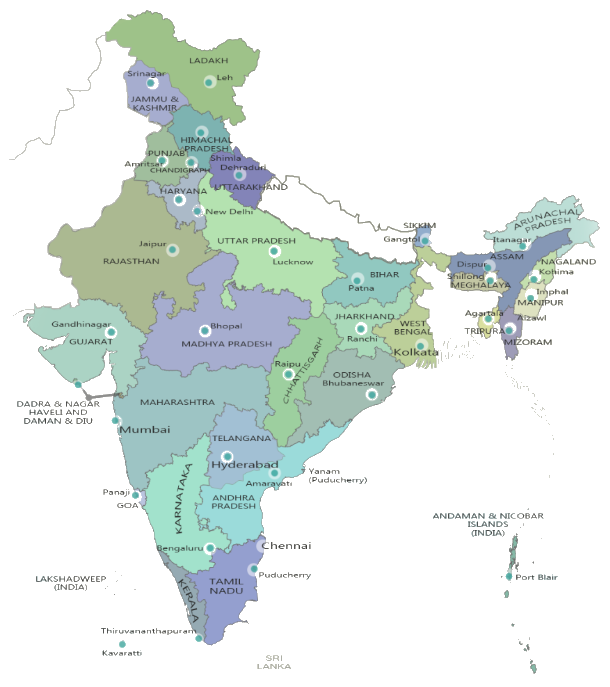 LADAKH
Srinagar
Leh
JAMMU &
KASHMIR
HIMACHAL
PRADESH
PUNJAB
Shimla
Amritsar
CHANDIGRAPH
Dehradun
UTTARAKHAND
HARYANA
New Delhi
SIKKIM
ARUNACHAL
PRADESH
Jaipur
UTTAR PRADESH
Gangtol
Itanagar
RAJASTHAN
Lucknow
ASSAM
Dispur
NAGALAND
BIHAR
Shillong
Kohima
Patna
MEGHALAYA
Imphal
MANIPUR
Gandhinagar
Bhopal
JHARKHAND
WEST
BENGAL
Agartala
Aizawl
GUJARAT
MADHYA PRADESH
Ranchi
TRIPURA
MIZORAM
Kolkata
Raipu
CHHATTISGARH
ODISHA
Bhubaneswar
DADRA & NAGAR
HAVELI AND
DAMAN & DIU
MAHARASHTRA
Mumbai
TELANGANA
Hyderabad
Yanam
(Puducherry)
Amaravati
KARNATAKA
Panaji
GOA
ANDHRA
PRADESH
ANDAMAN & NICOBAR
ISLANDS
(INDIA)
Bengaluru
Chennai
LAKSHADWEEP
(INDIA)
KERALA
TAMIL
NADU
Puducherry
Port Blair
Thiruvananthapuram
Kavaratti
SRI
LANKA